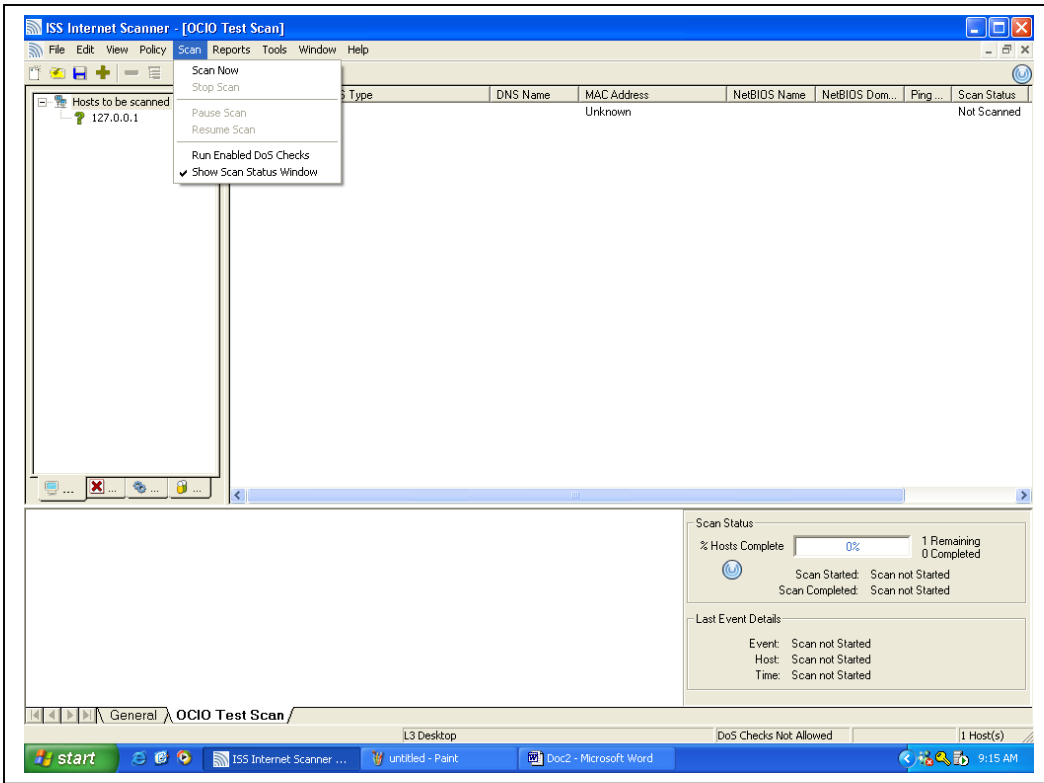 ISS Internet Scanner - [OCIO Test Scan]
File Edit View Policy Scan Reports Tools Window Help
Scan Now
Stop Scan
Pause Scan
Resume Scan
Run Enabled DoS Checks
Show Scan Status Window
Hosts to be scanned
127.0.0.1
S Type DNS Name MAC Address NetBIOS Name NetBIOS Dom... Ping ... Scan Status
Unknown Not Scanned
... ... ... ...
Scan Status
% Hosts Complete 0% 1 Remaining
0 Completed
Scan Started: Scan not Started
Scan Completed: Scan not Started
Last Event Details
Event: Scan not Started
Host: Scan not Started
Time: Scan not Started
General OCIO Test Scan
L3 Desktop DoS Checks Not Allowed 1 Host(s)
start ISS Internet Scanner ... untitled - Paint Doc2 - Microsoft Word 9:15 AM